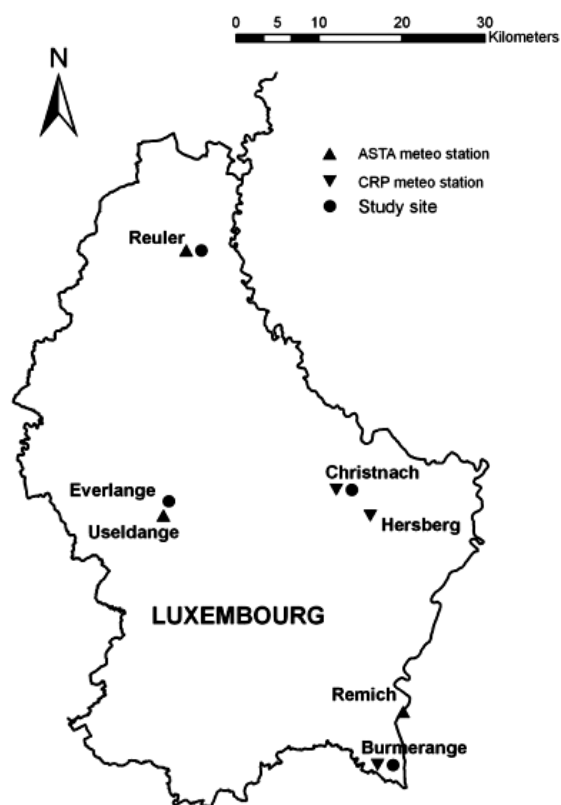 0 5 10 20 30
Kilometers
N
ASTA meteo station
CRP meteo station
Study site
Reuler
Christnach
Everlange
Useldange
Hersberg
LUXEMBOURG
Remich
Burmerange